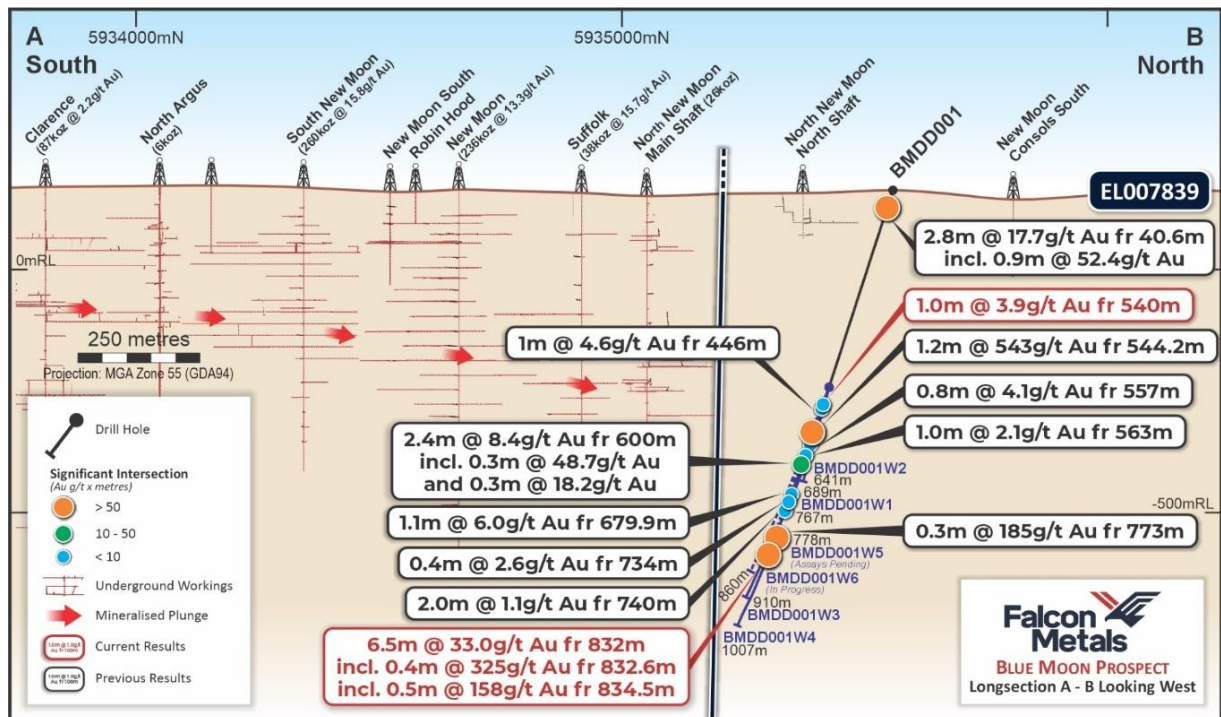 A
South
5934000mN
5935000mN
B
North
Clarence
(87koz @ 2.2g/t Au)
North Argus
(6koz)
South New Moon
(260koz @ 15.8g/t Au)
New Moon South
Robin Hood
New Moon
(236koz @ 13.3g/t Au)
Suffolk
(38koz @ 15.7g/t Au)
North New Moon
Main Shaft (26koz)
North New Moon
North Shaft
BMDD001
New Moon
Consols South
EL007839
2.8m @ 17.7g/t Au fr 40.6m
incl. 0.9m @ 52.4g/t Au
0mRL
1.0m @ 3.9g/t Au fr 540m
250 metres
Projection: MGA Zone 55 (GDA94)
1m @ 4.6g/t Au fr 446m
1.2m @ 543g/t Au fr 544.2m
0.8m @ 4.1g/t Au fr 557m
1.0m @ 2.1g/t Au fr 563m
2.4m @ 8.4g/t Au fr 600m
incl. 0.3m @ 48.7g/t Au
and 0.3m @ 18.2g/t Au
BMDD001W2
641m
689m
BMDD001W1
767m
-500mRL
1.1m @ 6.0g/t Au fr 679.9m
0.3m @ 185g/t Au fr 773m
778m
BMDD001W5
(Assays Pending)
0.4m @ 2.6g/t Au fr 734m
BMDD001W6
(In Progress)
860m
2.0m @ 1.1g/t Au fr 740m
910m
BMDD001W3
BMDD001W4
1007m
6.5m @ 33.0g/t Au fr 832m
incl. 0.4m @ 325g/t Au fr 832.6m
incl. 0.5m @ 158g/t Au fr 834.5m
Drill Hole
Significant Intersection
(Au g/t x metres)
> 50
10 - 50
< 10
Underground Workings
Mineralised Plunge
Current Results
Previous Results
Falcon
Metals
BLUE MOON PROSPECT
Longsection A - B Looking West